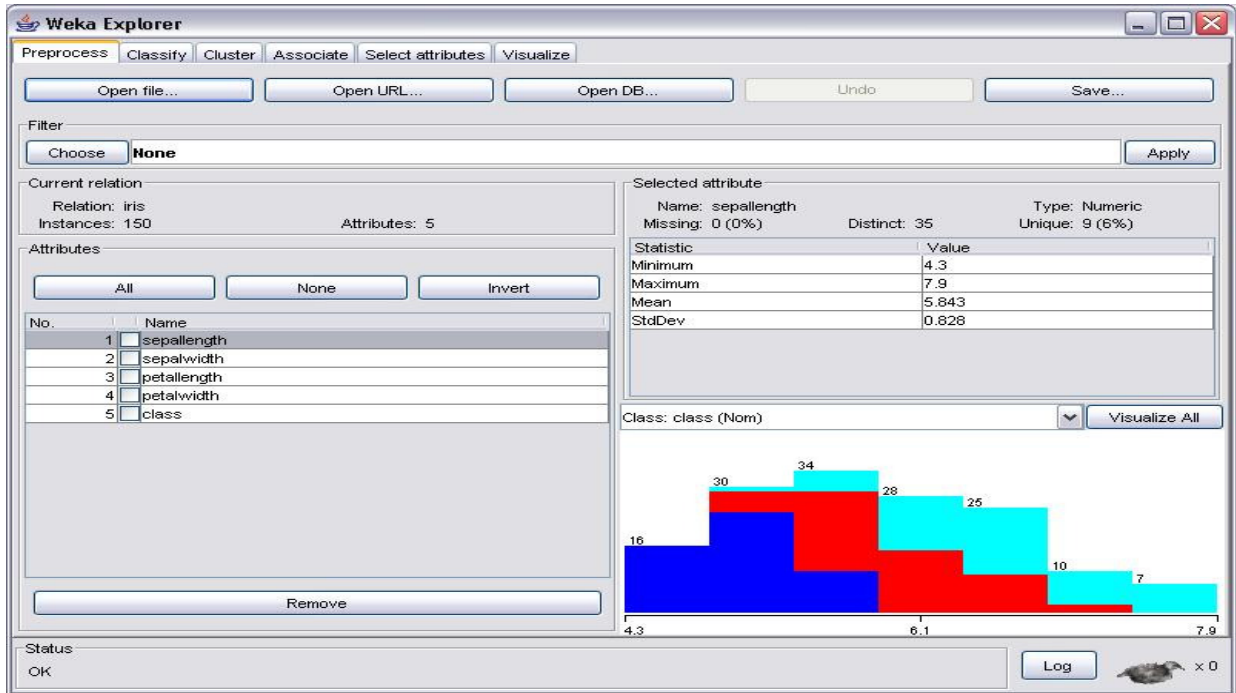 Weka Explorer
Preprocess Classify Cluster Associate Select attributes Visualize
Open file... Open URL... Open DB... Undo Save...
Filter
Choose None Apply
Current relation
Relation: iris
Instances: 150 Attributes: 5
Attributes
All None Invert
No. Name
1 sepallength
2 sepalwidth
3 petallength
4 petalwidth
5 class
Remove
Selected attribute
Name: sepallength Type: Numeric
Missing: 0 (0%) Distinct: 35 Unique: 9 (6%)
Statistic Value
Minimum 4.3
Maximum 7.9
Mean 5.843
StdDev 0.828
Class: class (Nom) Visualize All
16 30 34 28 25 10 7
4.3 6.1 7.9
Status
OK Log x 0